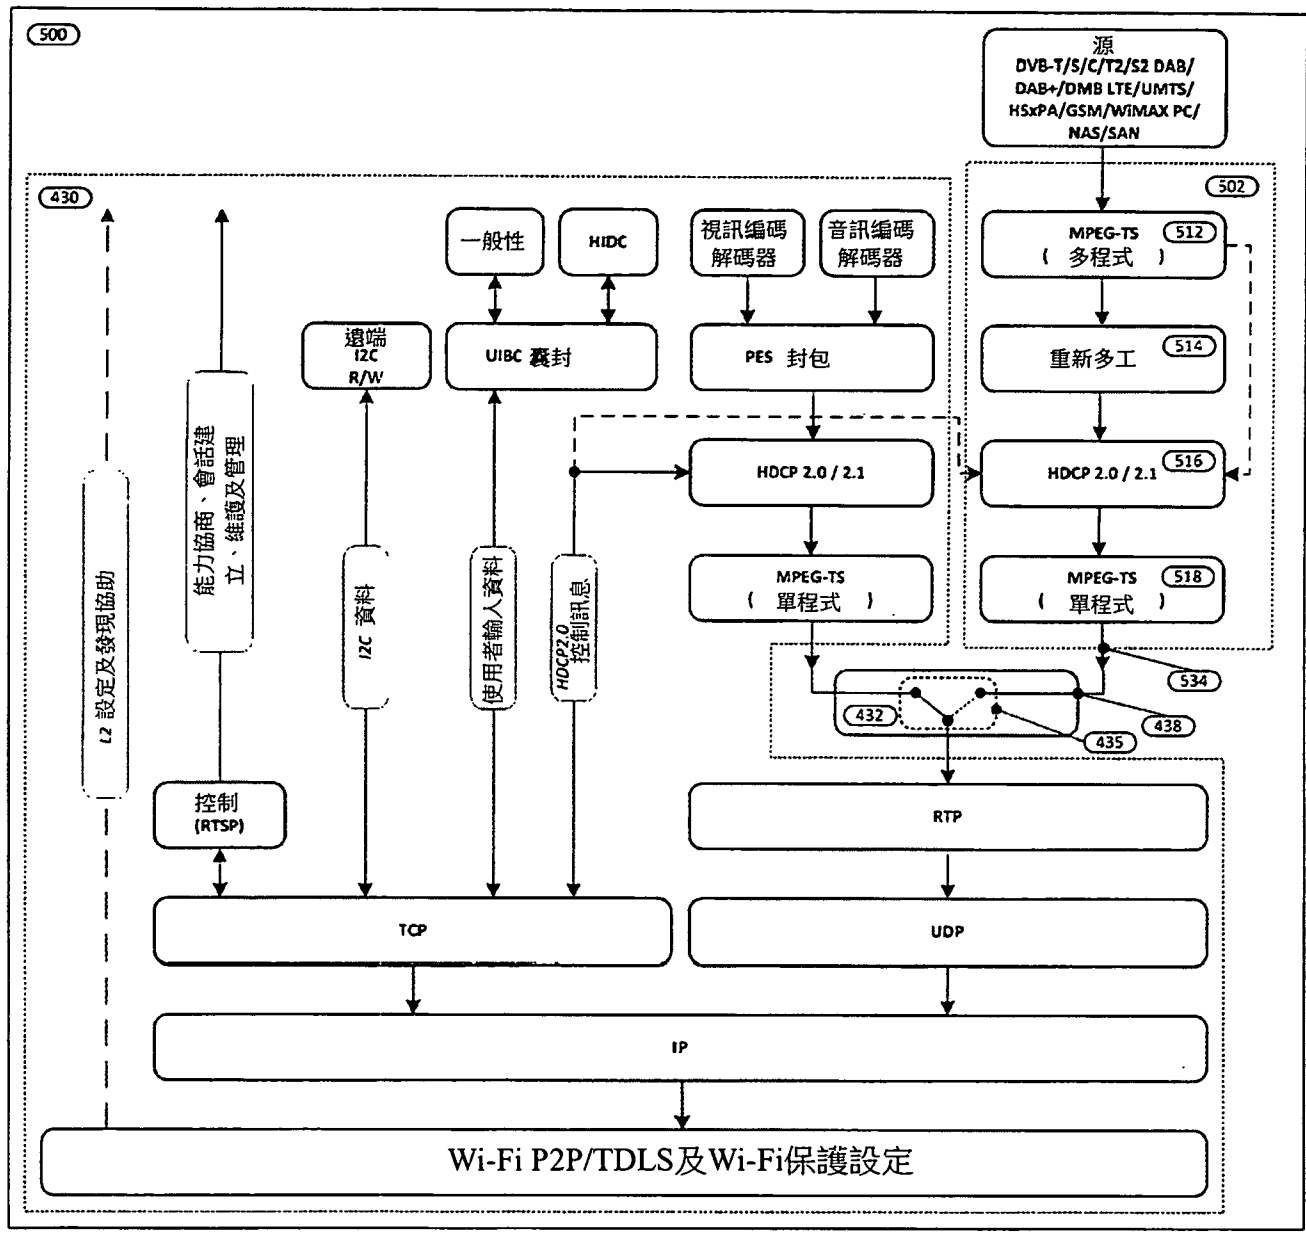 500
源
DVB-T/S/C/T2/S2 DAB/
DAB+/DMB LTE/UMTS/
HSxPA/GSM/WiMAX PC/
NAS/SAN
430
502
一般性
HIDC
視訊編碼
解碼器
音訊編碼
解碼器
MPEG-TS
( 多程式 )
512
遠端
I2C
R/W
UIBC 囊封
PES 封包
重新多工
514
HDCP 2.0 / 2.1
HDCP 2.0 / 2.1
516
L2 設定及發現協助
能力協商、會話建
立、維護及管理
I2C 資料
使用者輸入資料
HDCP2.0
控制訊息
MPEG-TS
( 單程式 )
MPEG-TS
( 單程式 )
518
534
432
438
435
控制
(RTSP)
RTP
TCP
UDP
IP
Wi-Fi P2P/TDLS及Wi-Fi保護設定